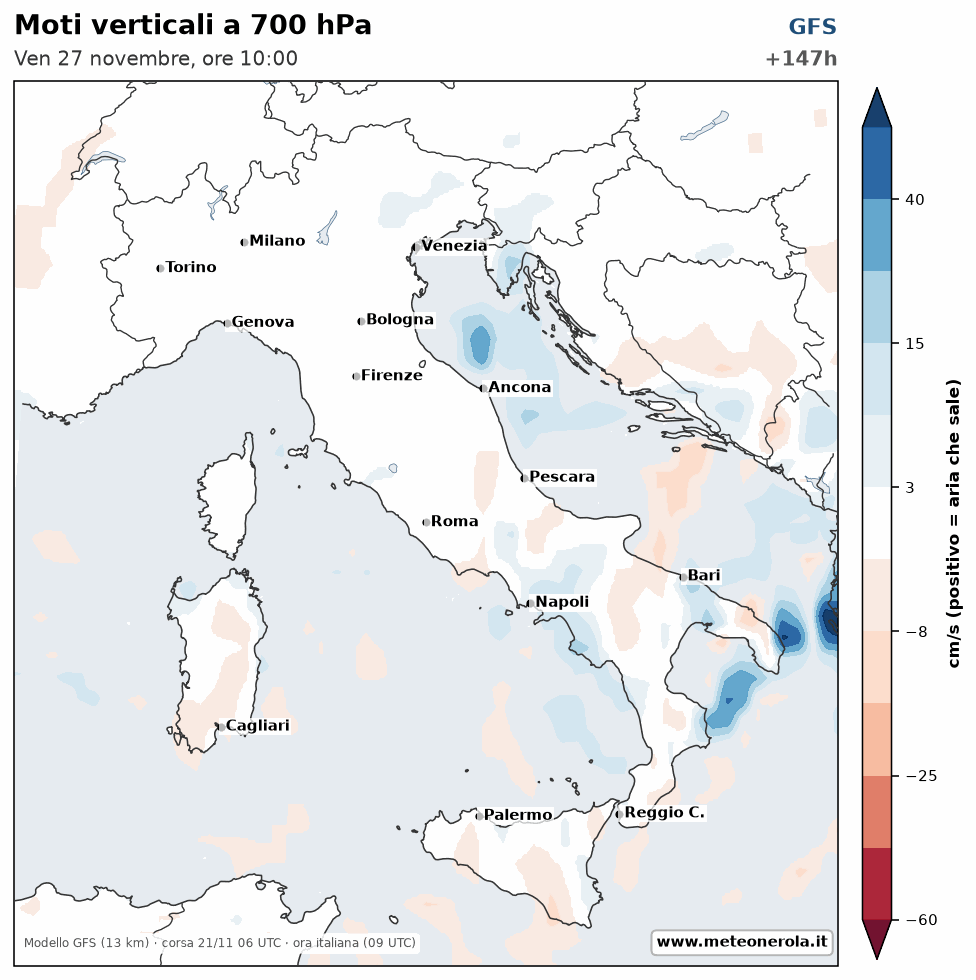 Moti verticali a 700 hPa
GFS
Ven 27 novembre, ore 10:00
+147h
Milano
Venezia
Torino
Genova
Bologna
Firenze
Ancona
Pescara
Roma
Bari
Napoli
Cagliari
Palermo
Reggio C.
40
15
3
−8
−25
−60
cm/s (positivo = aria che sale)
Modello GFS (13 km) · corsa 21/11 06 UTC · ora italiana (09 UTC)
www.meteonerola.it